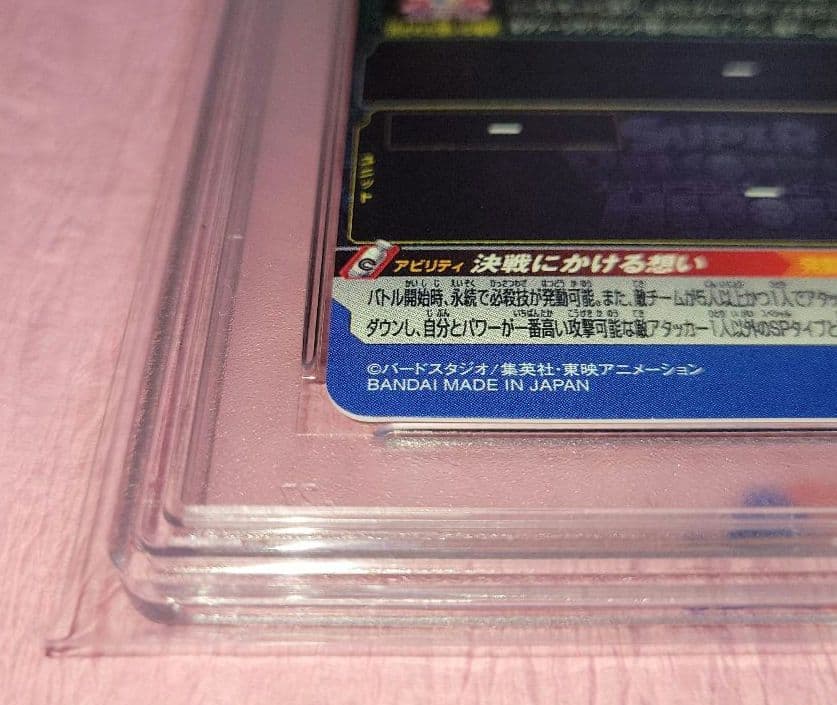 SUPER
HEROES
ユニット
C アビリティ 決戦にかける想い
バトル開始時、永続で必殺技が発動可能。また、敵チームが5人以上かつ1人でアタ
ダウンし、自分とパワーが一番高い攻撃可能な敵アタッカー1人以外のSPタイプと
©バードスタジオ/集英社・東映アニメーション
BANDAI MADE IN JAPAN